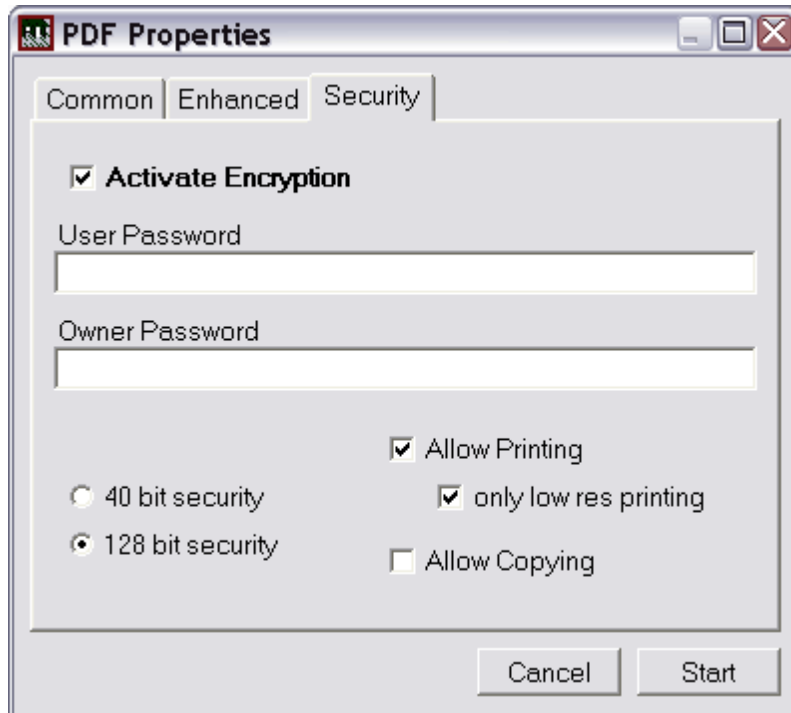 PDF Properties
Common Enhanced Security
Activate Encryption
User Password
Owner Password
Allow Printing
40 bit security
only low res printing
128 bit security
Allow Copying
Cancel Start